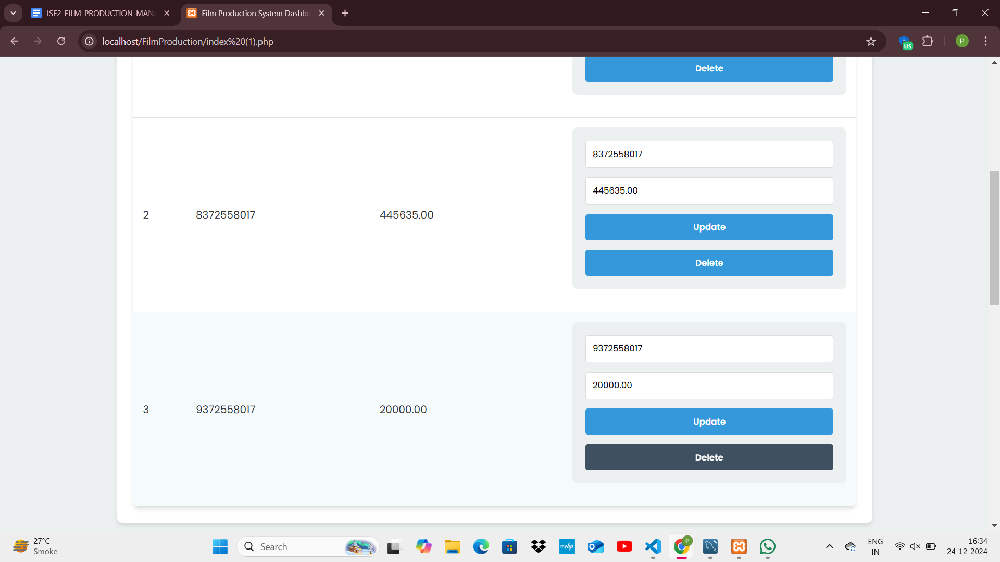 ISE2_FILM_PRODUCTION_MAN
Film Production System Dashbo
localhost/FilmProduction/index%20(1).php
P
US
Delete
8372558017
445635.00
2 8372558017 445635.00
Update
Delete
9372558017
20000.00
3 9372558017 20000.00
Update
Delete
27°C
Smoke
Search
myhp
P
ENG
IN
16:34
24-12-2024